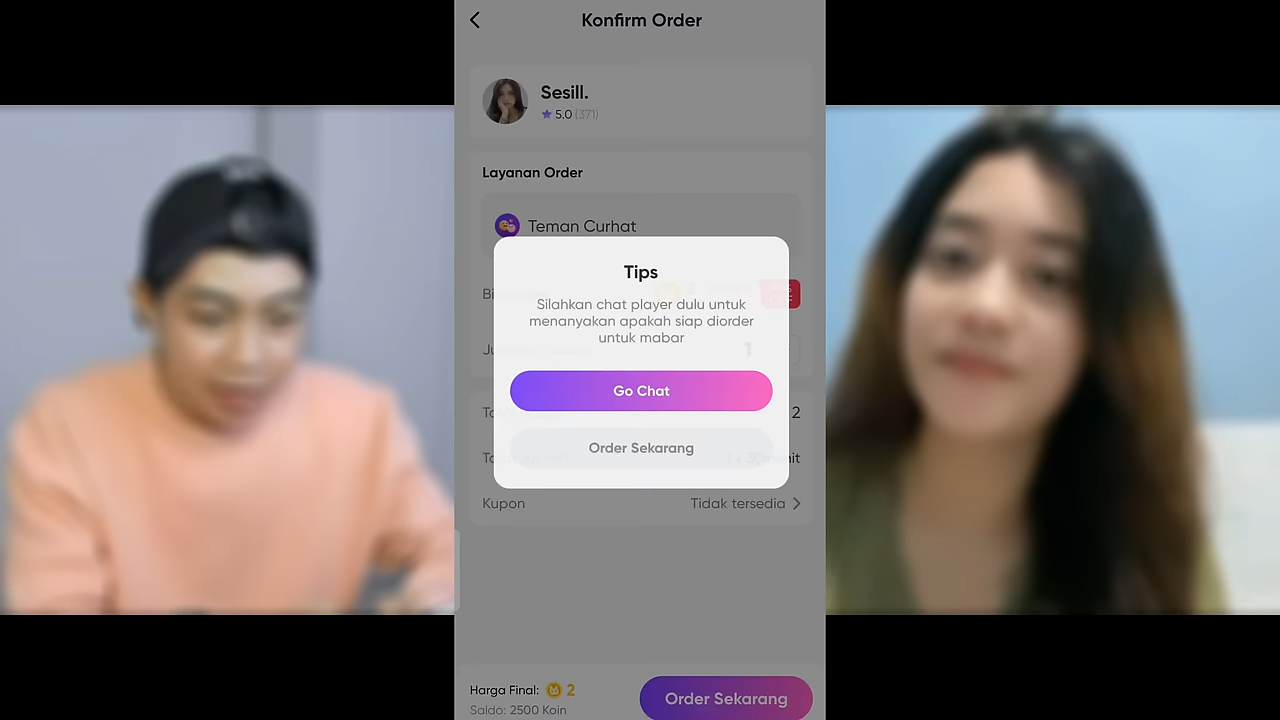 Konfirm Order
Sesill.
5.0 (371)
Layanan Order
Teman Curhat
Tips
Silahkan chat player dulu untuk
menanyakan apakah siap diorder
untuk mabar
1
Go Chat
2
Order Sekarang
Kupon
Tidak tersedia
Harga Final: 2
Saldo: 2500 Koin
Order Sekarang